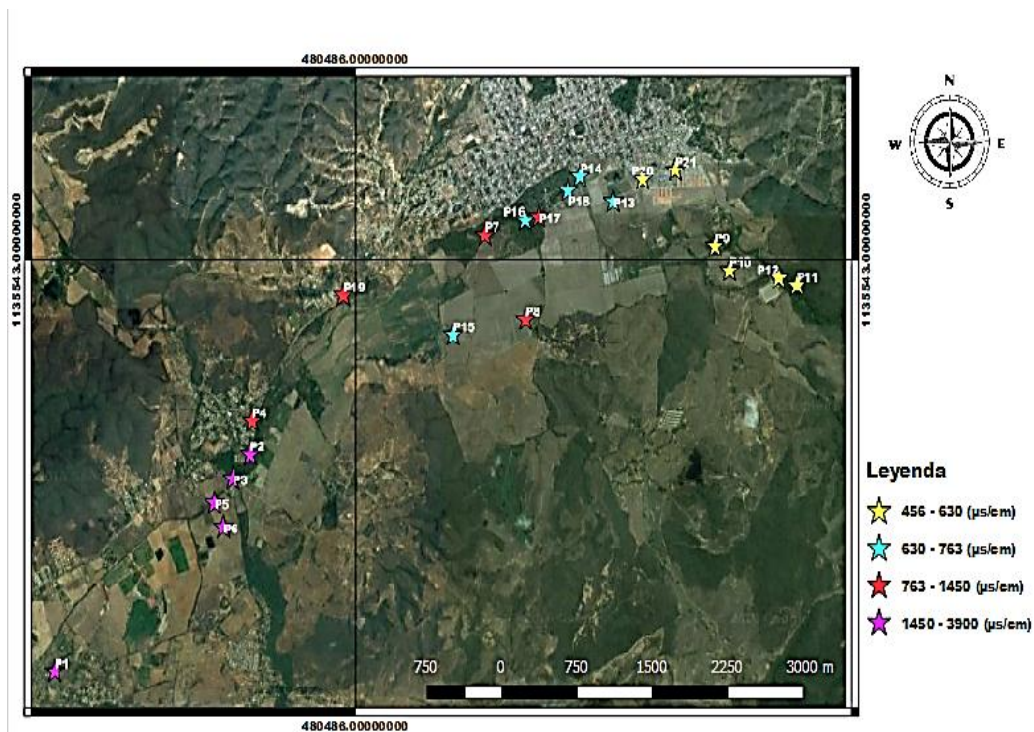 480486.00000000
N
W
E
S
P14
P21
P20
P18
P13
P16
P17
P7
P9
1135543.00000000
1135543.00000000
P10
P12
P11
P19
P8
P15
P4
P2
P3
P5
P6
P1
Leyenda
456 - 630 (µs/cm)
630 - 763 (µs/cm)
763 - 1450 (µs/cm)
1450 - 3900 (µs/cm)
750 0 750 1500 2250 3000 m
480486.00000000